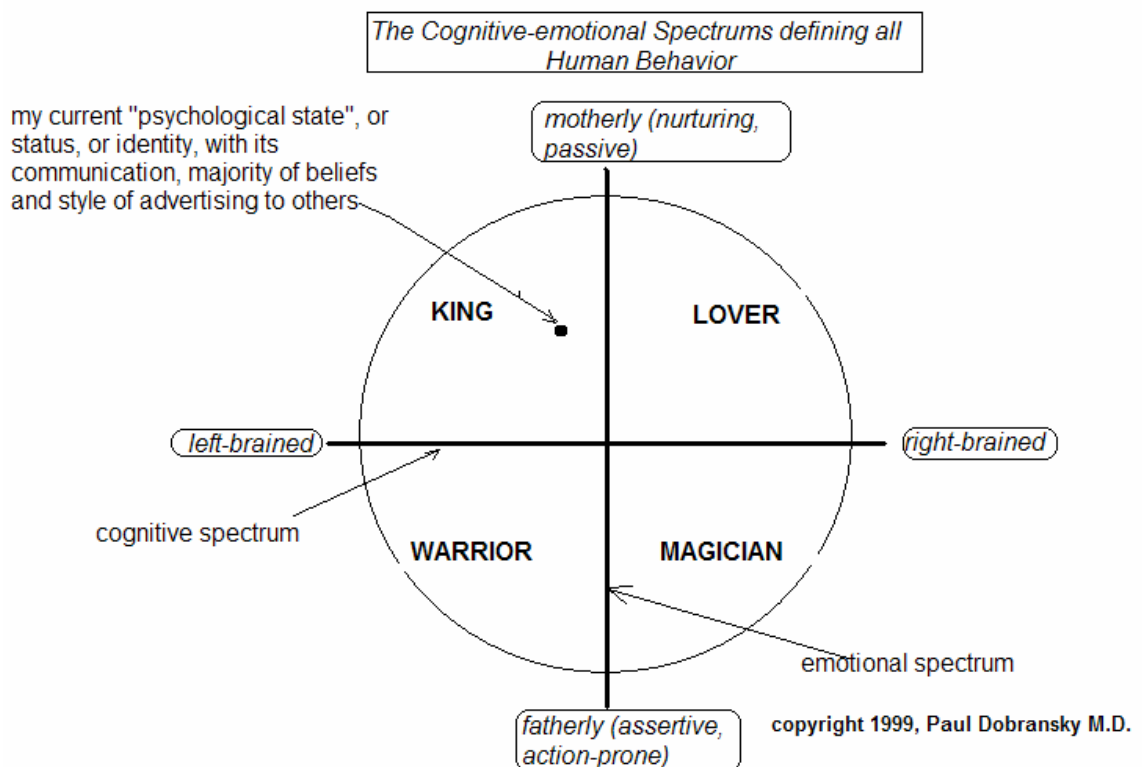 The Cognitive-emotional Spectrums defining all
Human Behavior
my current "psychological state", or
status, or identity, with its
communication, majority of beliefs
and style of advertising to others
motherly (nurturing,
passive)
KING
LOVER
left-brained
right-brained
cognitive spectrum
WARRIOR
MAGICIAN
emotional spectrum
fatherly (assertive,
action-prone)
copyright 1999, Paul Dobransky M.D.